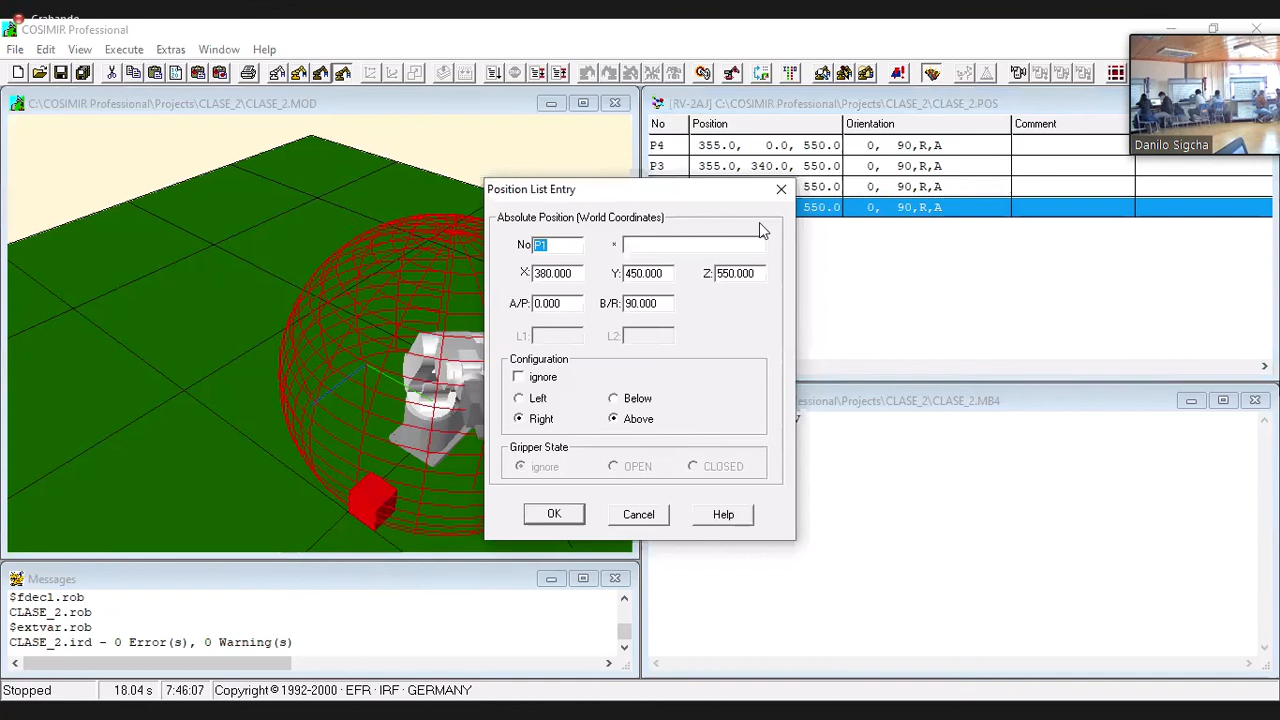 Grabando
COSIMIR Professional
File Edit View Execute Extras Window Help
C:\COSIMIR Professional\Projects\CLASE_2\CLASE_2.MOD
[RV-2AJ] C:\COSIMIR Professional\Projects\CLASE_2\CLASE_2.POS
No Position Orientation Comment
P4 355.0, 0.0, 550.0 0, 90,R,A
P3 355.0, 340.0, 550.0 0, 90,R,A
550.0 0, 90,R,A
550.0 0, 90,R,A
Danilo Sigcha
Position List Entry
Absolute Position (World Coordinates)
No P1 *
X: 380.000 Y: 450.000 Z: 550.000
A/P: 0.000 B/R: 90.000
L1: L2:
Configuration
ignore
Left Below
Right Above
Gripper State
ignore OPEN CLOSED
OK Cancel Help
ofessional\Projects\CLASE_2\CLASE_2.MB4
Messages
$fdecl.rob
CLASE_2.rob
$extvar.rob
CLASE_2.ird - 0 Error(s), 0 Warning(s)
Stopped 18.04 s 7:46:07 Copyright © 1992-2000 · EFR · IRF · GERMANY